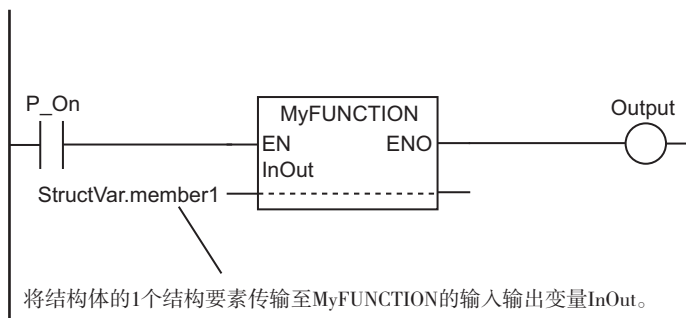 P_On
MyFUNCTION
Output
EN ENO
InOut
StructVar.member1
将结构体的1个结构要素传输至MyFUNCTION的输入输出变量InOut。